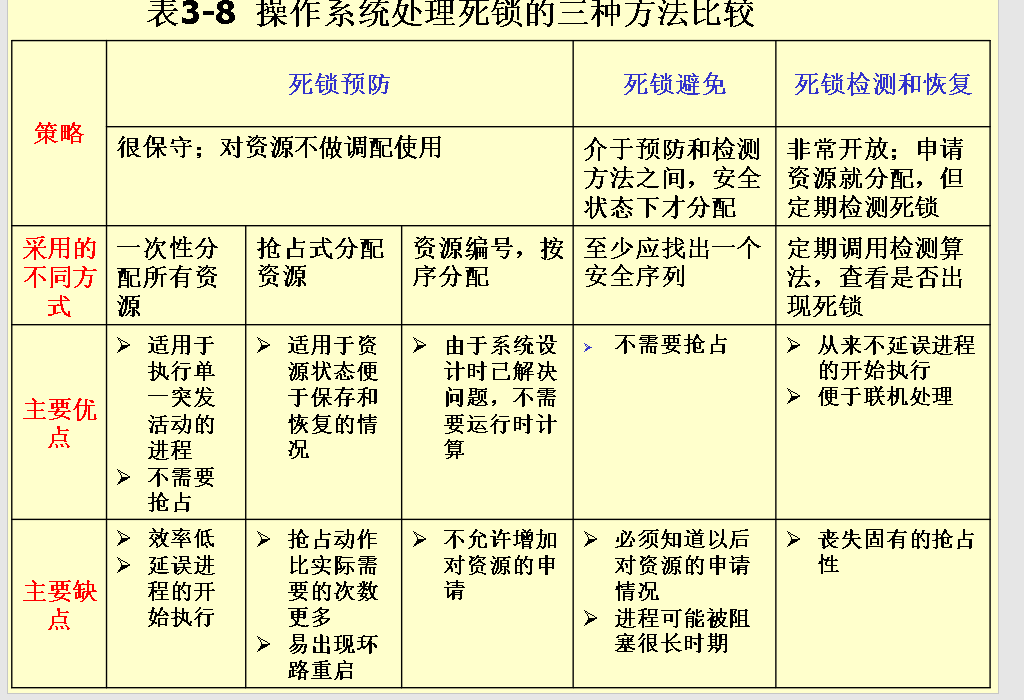 表3-8 操作系统处理死锁的三种方法比较
策略
死锁预防
死锁避免
死锁检测和恢复
很保守；对资源不做调配使用
介于预防和检测
方法之间，安全
状态下才分配
非常开放；申请
资源就分配，但
定期检测死锁
采用的
不同方
式
一次性分
配所有资
源
抢占式分配
资源
资源编号，按
序分配
至少应找出一个
安全序列
定期调用检测算
法，查看是否出
现死锁
主要优
点
➢ 适用于
执行单
一突发
活动的
进程
➢ 不需要
抢占
➢ 适用于资
源状态便
于保存和
恢复的情
况
➢ 由于系统设
计时已解决
问题，不需
要运行时计
算
➢ 不需要抢占
➢ 从来不延误进程
的开始执行
➢ 便于联机处理
主要缺
点
➢ 效率低
➢ 延误进
程的开
始执行
➢ 抢占动作
比实际需
要的次数
更多
➢ 易出现环
路重启
➢ 不允许增加
对资源的申
请
➢ 必须知道以后
对资源的申请
情况
➢ 进程可能被阻
塞很长时期
➢ 丧失固有的抢占
性